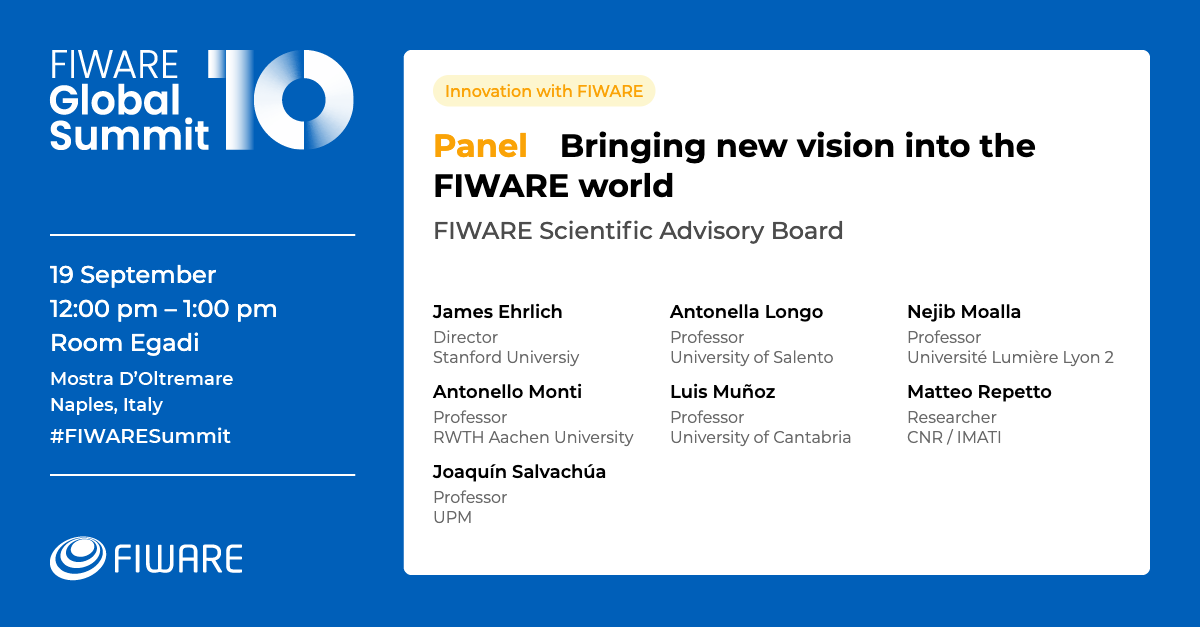 FIWARE
Global
Summit
10
19 September
12:00 pm – 1:00 pm
Room Egadi
Mostra D'Oltremare
Naples, Italy
#FIWARESummit
FIWARE
Innovation with FIWARE
Panel Bringing new vision into the
FIWARE world
FIWARE Scientific Advisory Board
James Ehrlich
Director
Stanford Universiy
Antonella Longo
Professor
University of Salento
Nejib Moalla
Professor
Université Lumière Lyon 2
Antonello Monti
Professor
RWTH Aachen University
Luis Muñoz
Professor
University of Cantabria
Matteo Repetto
Researcher
CNR / IMATI
Joaquín Salvachúa
Professor
UPM